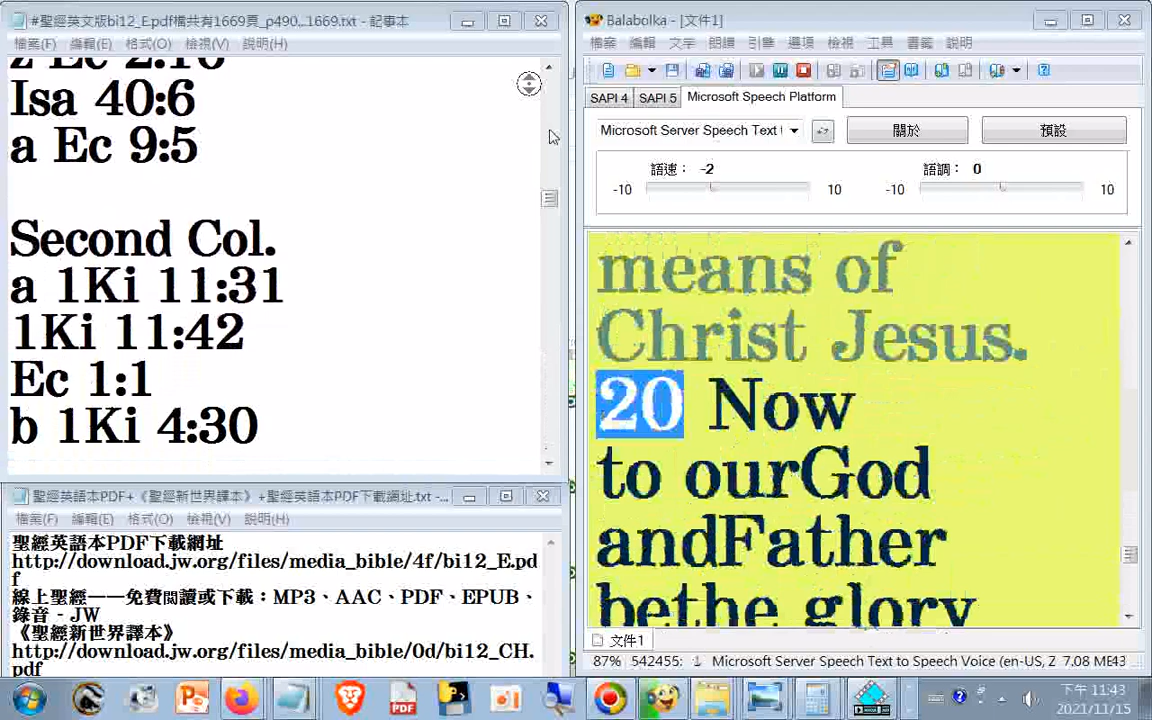 #聖經英文版bi12_E.pdf檔共有1669頁_p490,..1669.txt - 記事本
檔案(F) 編輯(E) 格式(O) 檢視(V) 說明(H)
z Ec 2:16
Isa 40:6
a Ec 9:5
Second Col.
a 1Ki 11:31
1Ki 11:42
Ec 1:1
b 1Ki 4:30
聖經英語本PDF+《聖經新世界譯本》+聖經英語本PDF下載網址.txt - ...
檔案(F) 編輯(E) 格式(O) 檢視(V) 說明(H)
聖經英語本PDF下載網址
http://download.jw.org/files/media_bible/4f/bi12_E.pd
f
線上聖經──免費閱讀或下載：MP3、AAC、PDF、EPUB、
錄音 - JW
《聖經新世界譯本》
http://download.jw.org/files/media_bible/0d/bi12_CH.
pdf
Balabolka - [文件1]
檔案 編輯 文字 朗讀 引擎 選項 檢視 工具 書籤 說明
SAPI 4 SAPI 5 Microsoft Speech Platform
Microsoft Server Speech Text 關於 預設
語速： -2 語調： 0
-10 10 -10 10
means of
Christ Jesus.
20 Now
to ourGod
andFather
bethe glory
文件1
87% 542455: Microsoft Server Speech Text to Speech Voice (en-US, Z 7.08 ME43
PDF
下午 11:43
2021/11/15